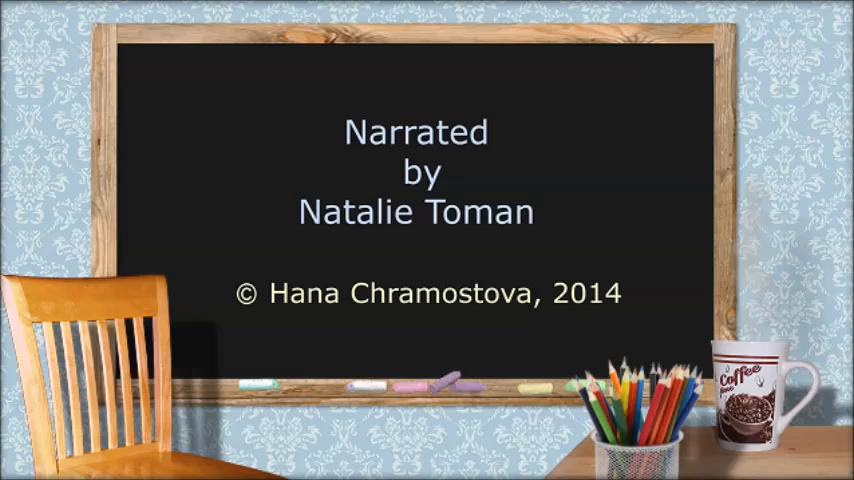 Narrated
by
Natalie Toman
© Hana Chramostova, 2014
Coffee